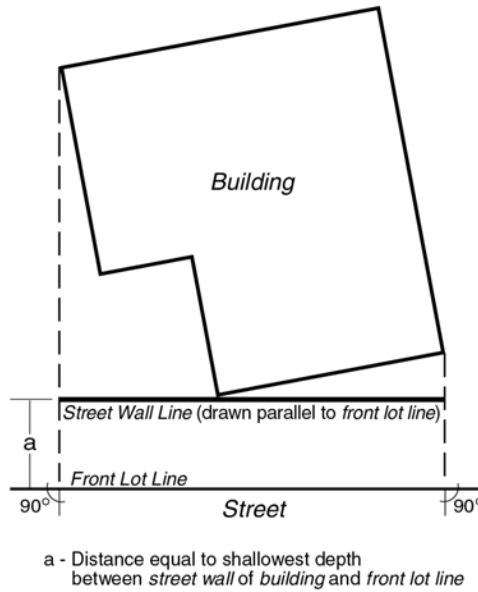 Building
Street Wall Line (drawn parallel to front lot line)
a
Front Lot Line
90°
Street
90°
a - Distance equal to shallowest depth
between street wall of building and front lot line